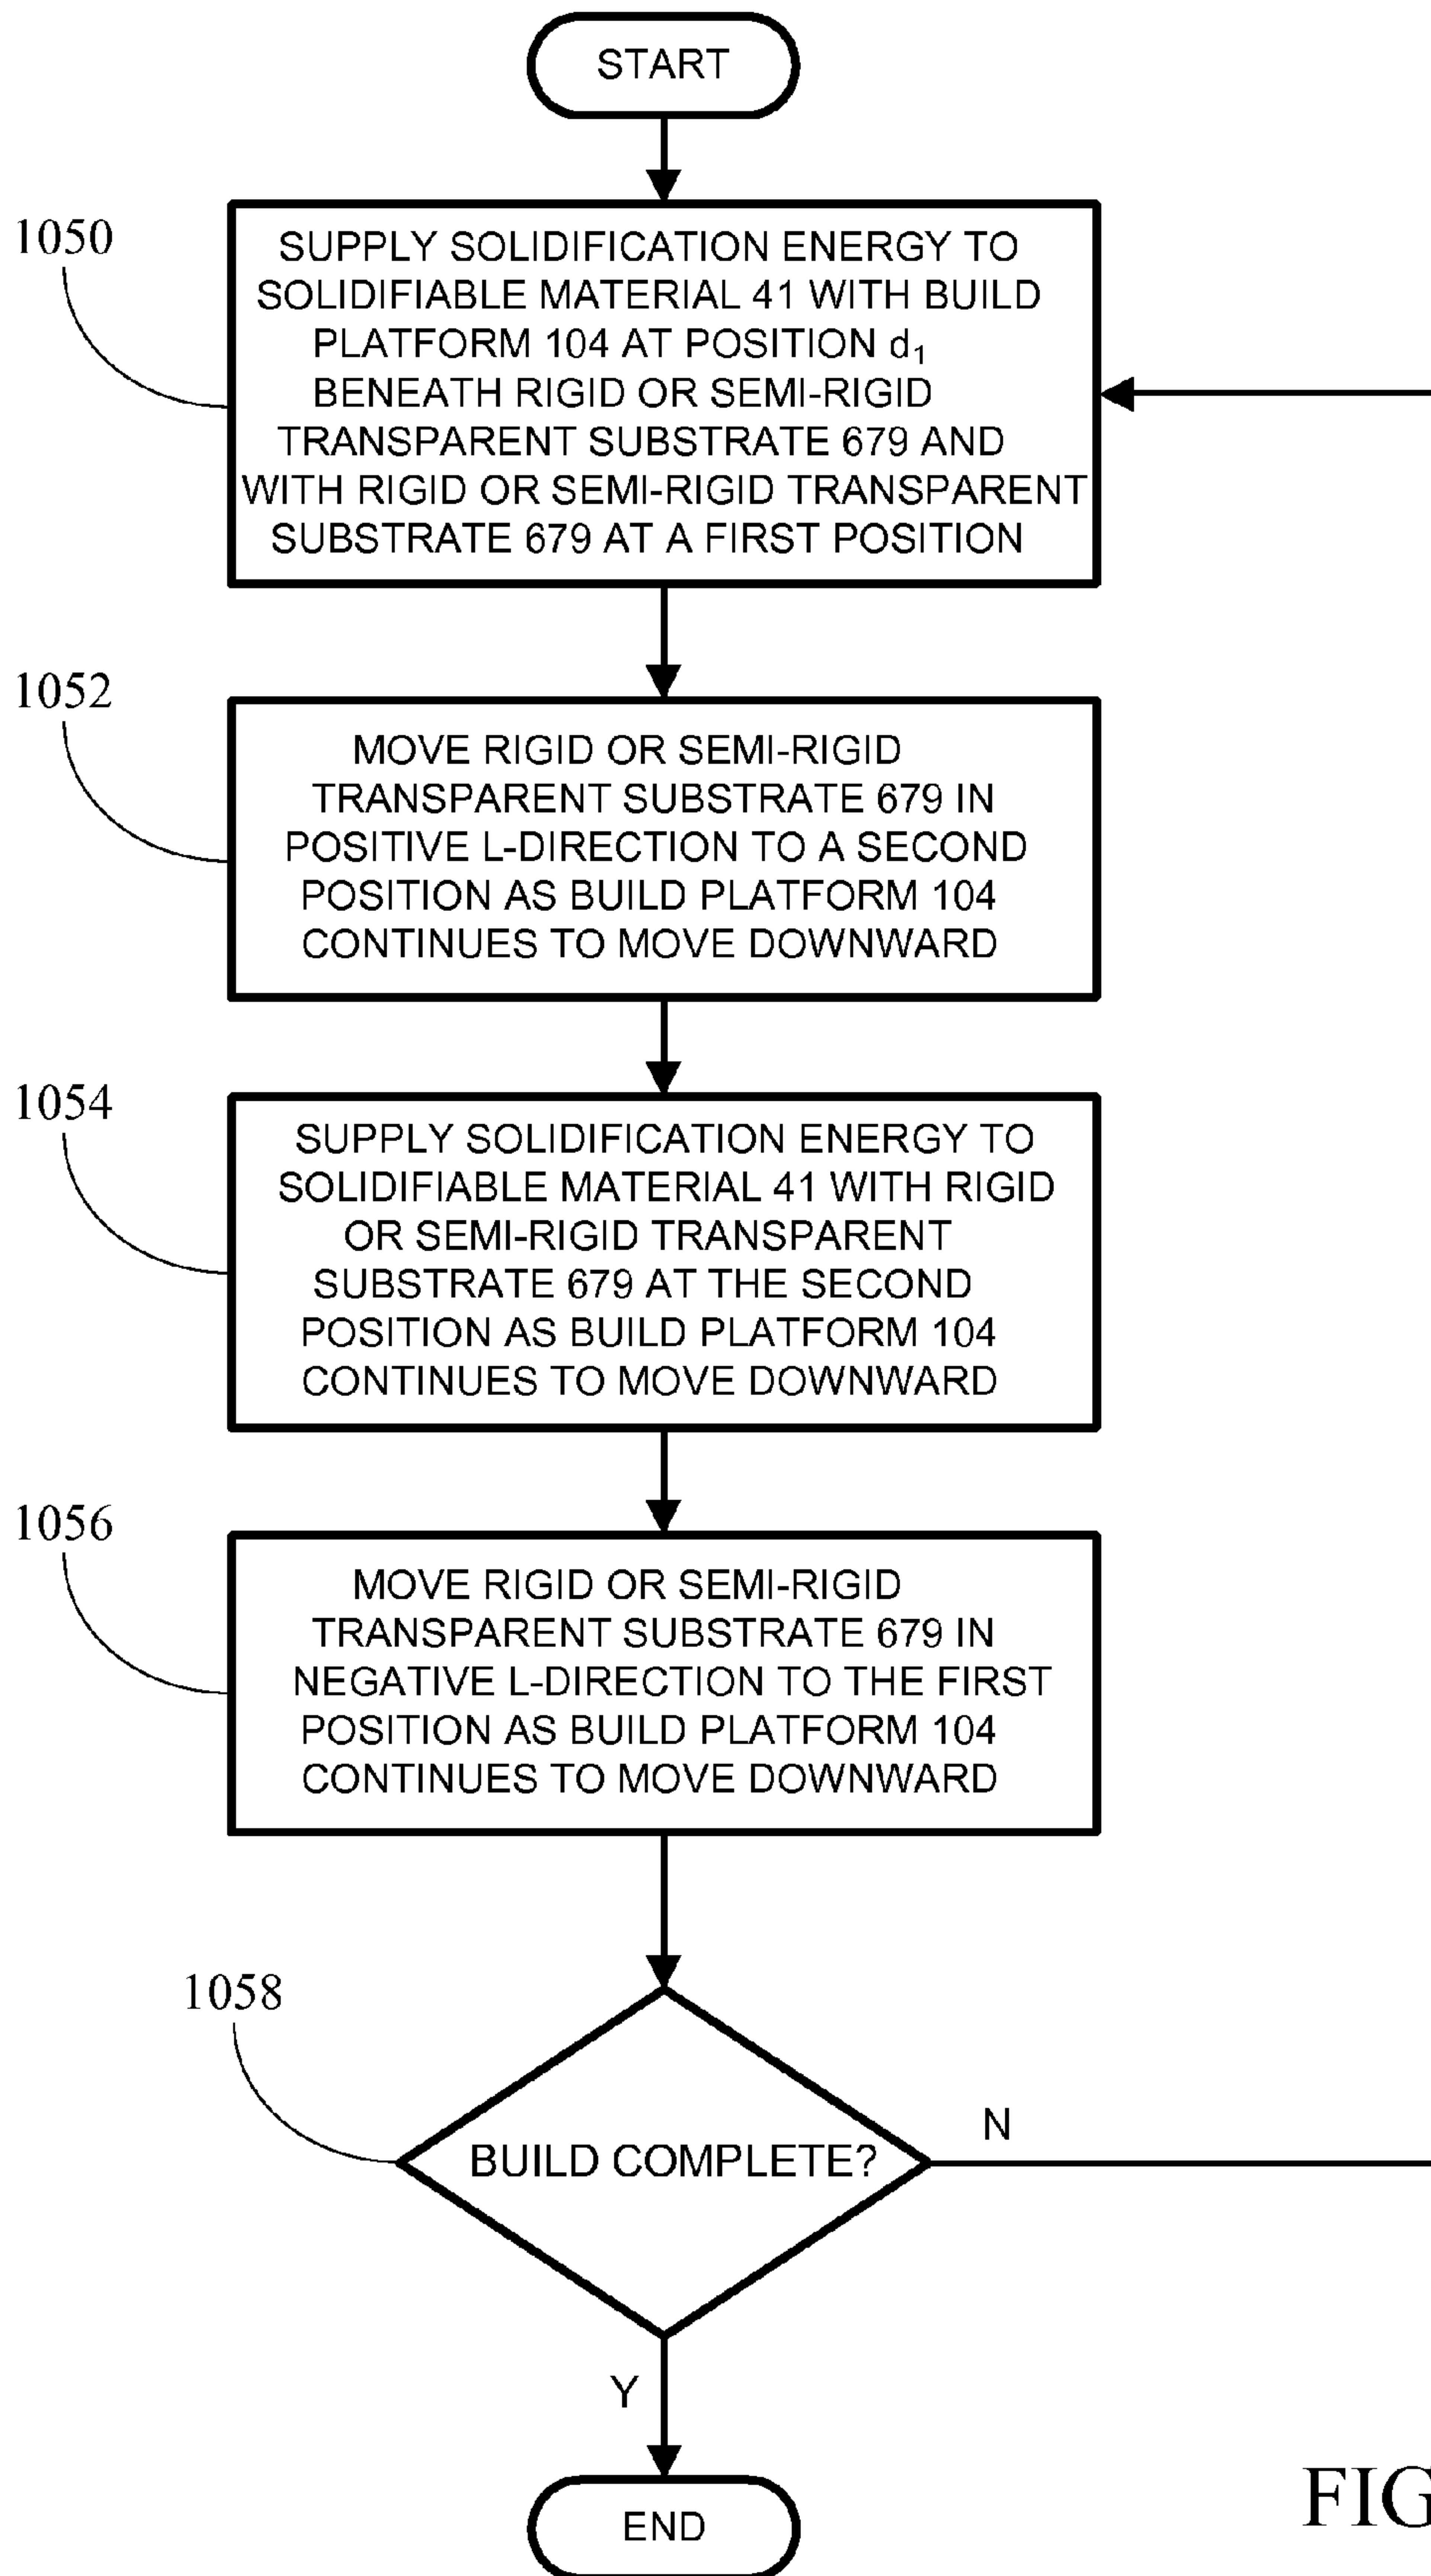 START
1050
SUPPLY SOLIDIFICATION ENERGY TO
SOLIDIFIABLE MATERIAL 41 WITH BUILD
PLATFORM 104 AT POSITION d₁
BENEATH RIGID OR SEMI-RIGID
TRANSPARENT SUBSTRATE 679 AND
WITH RIGID OR SEMI-RIGID TRANSPARENT
SUBSTRATE 679 AT A FIRST POSITION
1052
MOVE RIGID OR SEMI-RIGID
TRANSPARENT SUBSTRATE 679 IN
POSITIVE L-DIRECTION TO A SECOND
POSITION AS BUILD PLATFORM 104
CONTINUES TO MOVE DOWNWARD
1054
SUPPLY SOLIDIFICATION ENERGY TO
SOLIDIFIABLE MATERIAL 41 WITH RIGID
OR SEMI-RIGID TRANSPARENT
SUBSTRATE 679 AT THE SECOND
POSITION AS BUILD PLATFORM 104
CONTINUES TO MOVE DOWNWARD
1056
MOVE RIGID OR SEMI-RIGID
TRANSPARENT SUBSTRATE 679 IN
NEGATIVE L-DIRECTION TO THE FIRST
POSITION AS BUILD PLATFORM 104
CONTINUES TO MOVE DOWNWARD
1058
BUILD COMPLETE?
N
Y
END
FIG